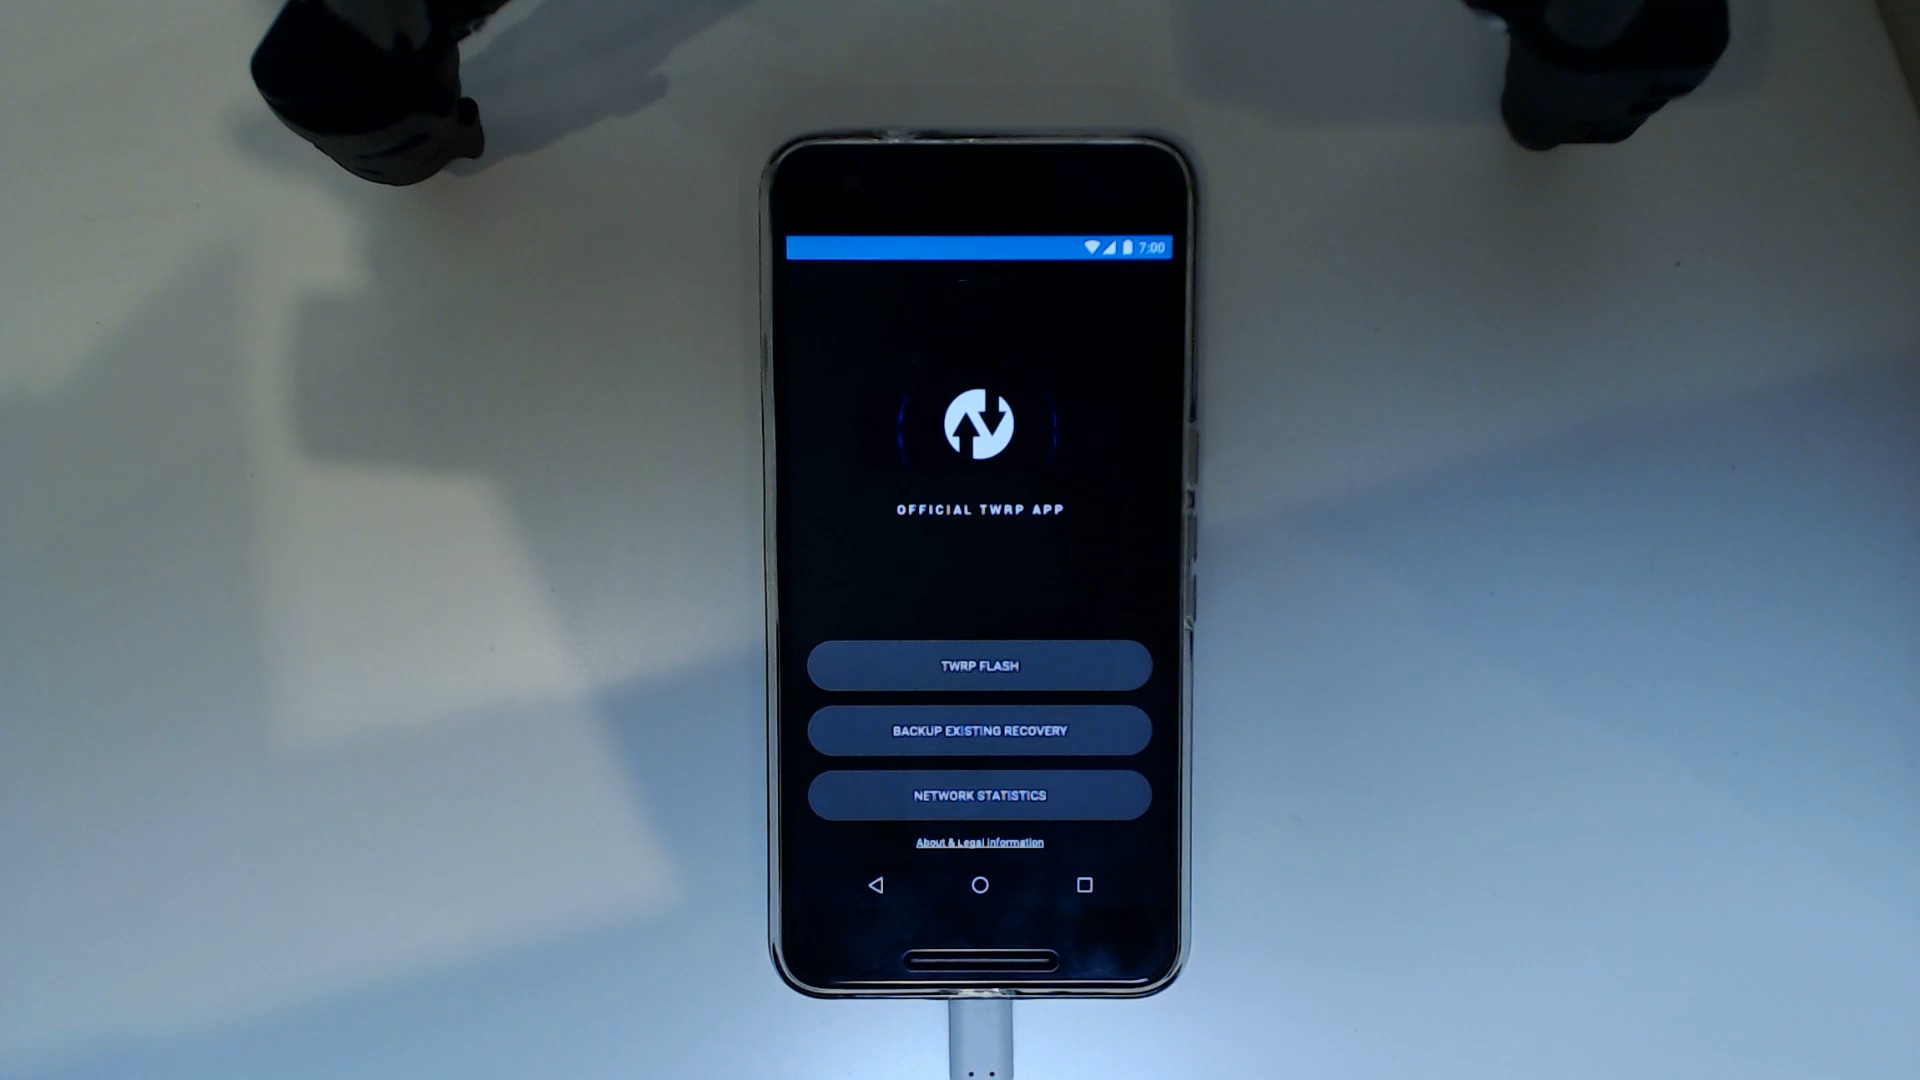 7:00
OFFICIAL TWRP APP
TWRP FLASH
BACKUP EXISTING RECOVERY
NETWORK STATISTICS
About & Legal Information